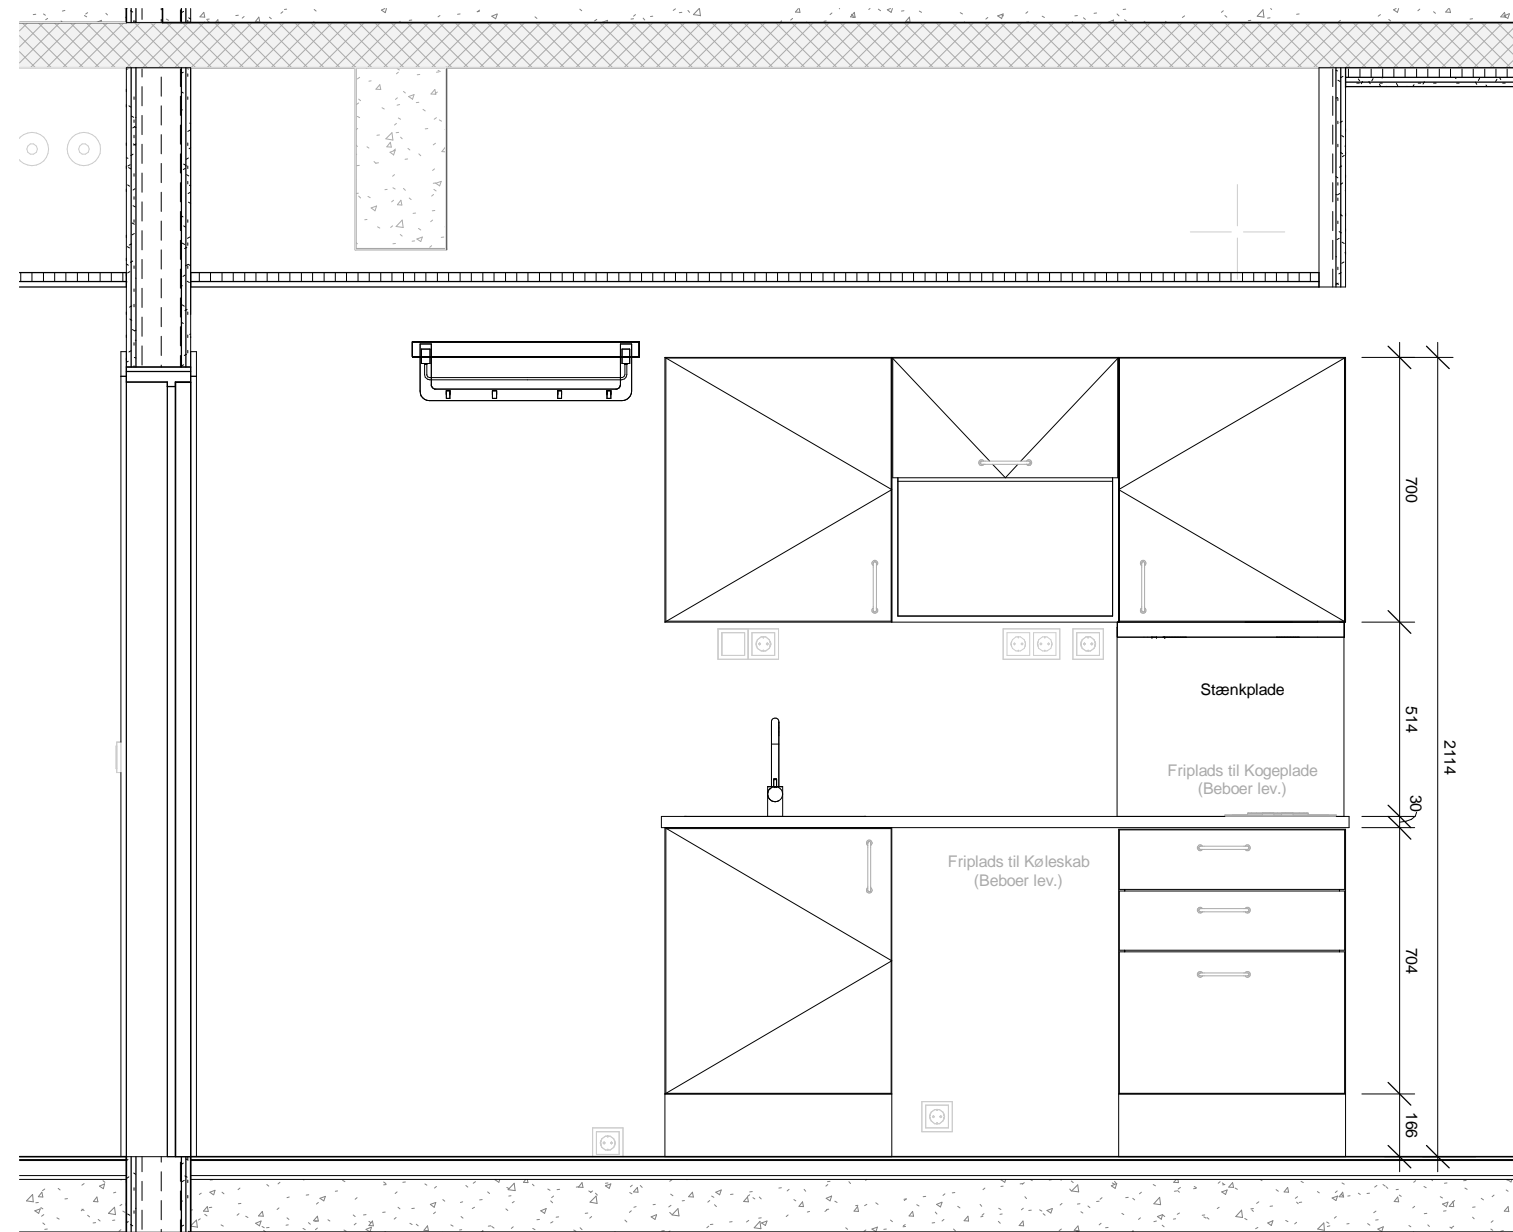 700
Stænkplade
514
2114
Friplads til Kogeplade
(Beboer lev.)
30
Friplads til Køleskab
(Beboer lev.)
704
166